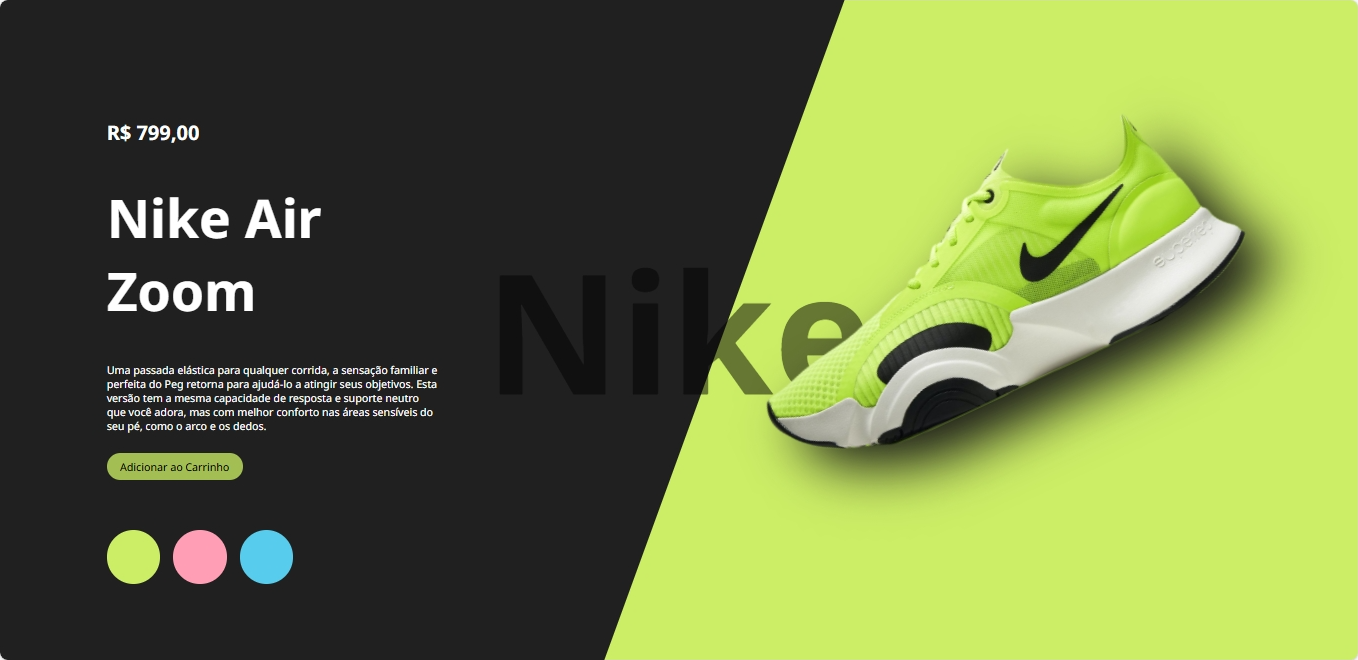 R$ 799,00
Nike Air
Zoom
Nike
Uma passada elástica para qualquer corrida, a sensação familiar e
perfeita do Peg retorna para ajudá-lo a atingir seus objetivos. Esta
versão tem a mesma capacidade de resposta e suporte neutro
que você adora, mas com melhor conforto nas áreas sensíveis do
seu pé, como o arco e os dedos.
Adicionar ao Carrinho